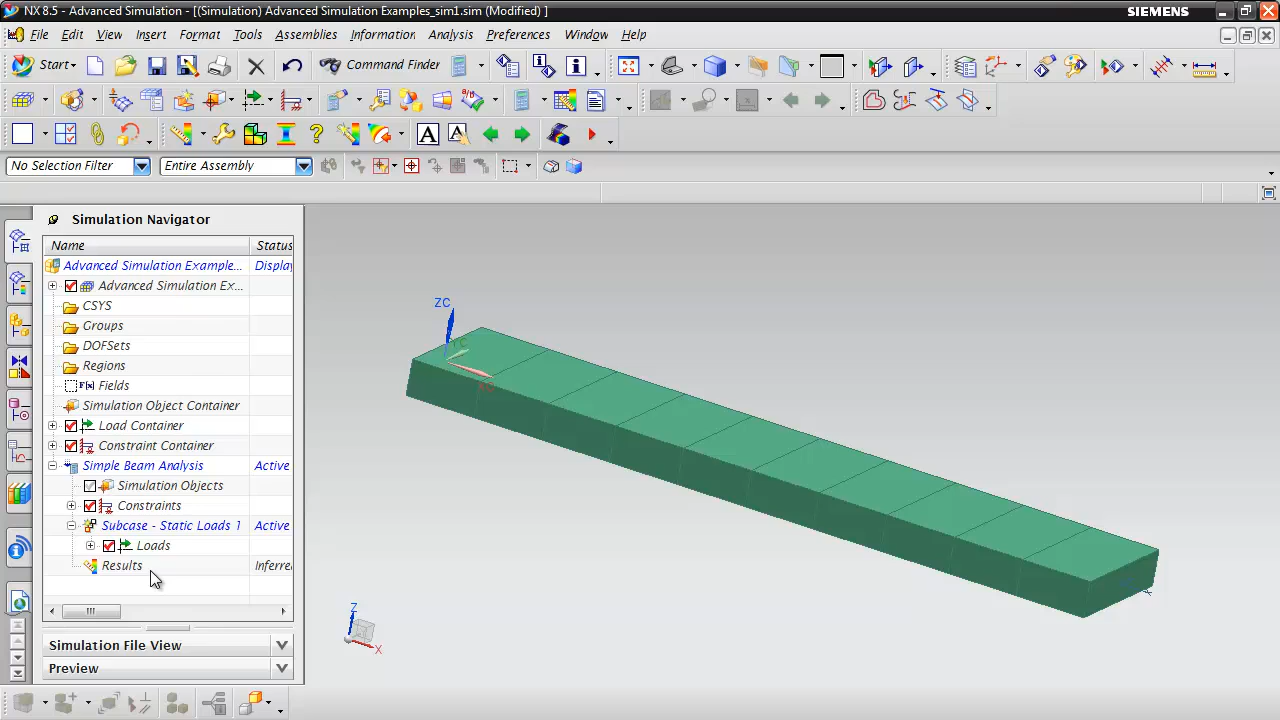 NX 8.5 - Advanced Simulation - [(Simulation) Advanced Simulation Examples_sim1.sim (Modified) ]
SIEMENS
File Edit View Insert Format Tools Assemblies Information Analysis Preferences Window Help
Start Command Finder
A
No Selection Filter Entire Assembly
Simulation Navigator
Name Status
Advanced Simulation Example... Display
Advanced Simulation Ex...
CSYS
Groups
DOFSets
Regions
F(x) Fields
Simulation Object Container
Load Container
Constraint Container
Simple Beam Analysis Active
Simulation Objects
Constraints
Subcase - Static Loads 1 Active
Loads
Results Inferred
Simulation File View
Preview
ZC
YC
XC
Z
X